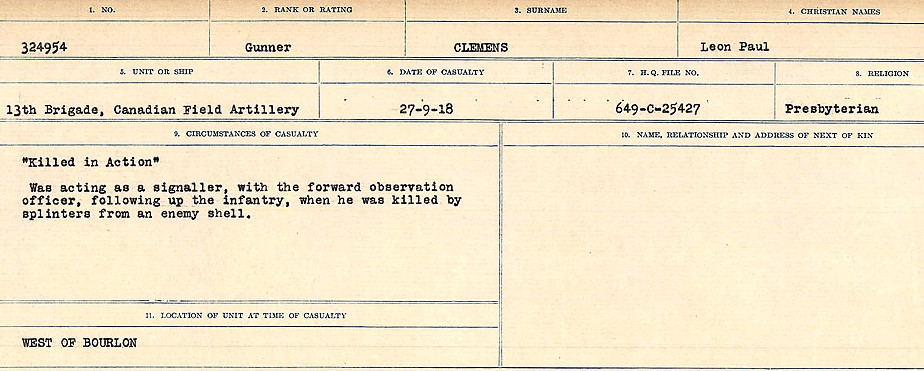 1. NO.
2. RANK OR RATING
3. SURNAME
4. CHRISTIAN NAMES
324954
Gunner
CLEMENS
Leon Paul
5. UNIT OR SHIP
6. DATE OF CASUALTY
7. H. Q. FILE NO.
8. RELIGION
13th Brigade, Canadian Field Artillery
27-9-18
649-C-25427
Presbyterian
9. CIRCUMSTANCES OF CASUALTY
10. NAME, RELATIONSHIP AND ADDRESS OF NEXT OF KIN
"Killed in Action"
Was acting as a signaller, with the forward observation
officer, following up the infantry, when he was killed by
splinters from an enemy shell.
11. LOCATION OF UNIT AT TIME OF CASUALTY
WEST OF BOURLON